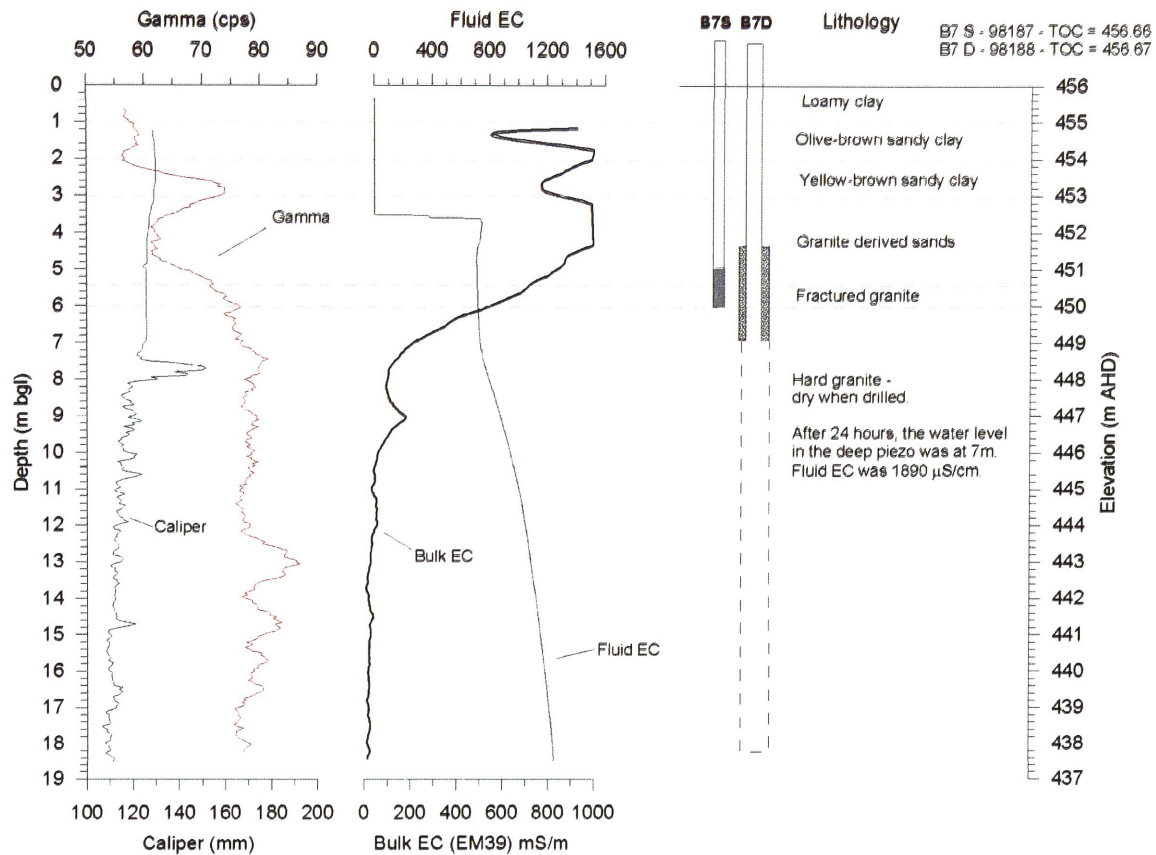 Gamma (cps)
50 60 70 80 90
Fluid EC
0 400 800 1200 1600
B7S B7D
Lithology
B7 S - 98187 - TOC = 456.66
B7 D - 98188 - TOC = 456.67
Depth (m bgl)
0
1
2
3
4
5
6
7
8
9
10
11
12
13
14
15
16
17
18
19
Gamma
Caliper
Bulk EC
Fluid EC
Loamy clay
Olive-brown sandy clay
Yellow-brown sandy clay
Granite derived sands
Fractured granite
Hard granite -
dry when drilled.
After 24 hours, the water level
in the deep piezo was at 7m.
Fluid EC was 1890 µS/cm.
456
455
454
453
452
451
450
449
448
447
446
445
444
443
442
441
440
439
438
437
Elevation (m AHD)
100 120 140 160 180 200
Caliper (mm)
0 200 400 600 800 1000
Bulk EC (EM39) mS/m